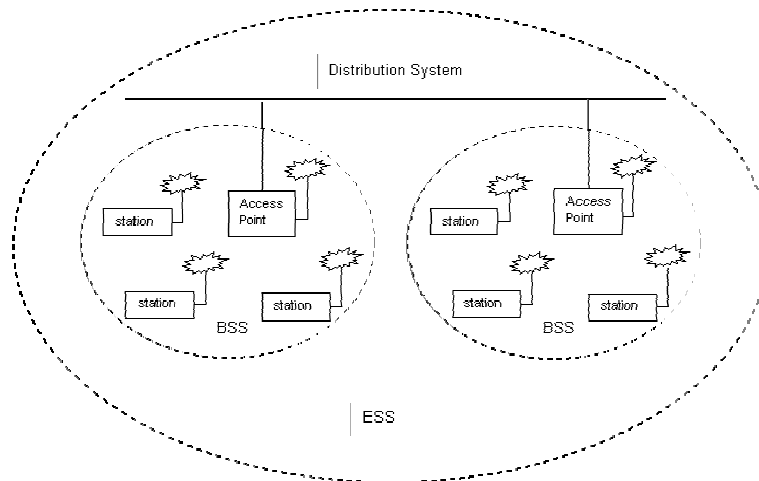 Distribution System
Access
Point
station
station
station
BSS
Access
Point
station
station
station
BSS
ESS